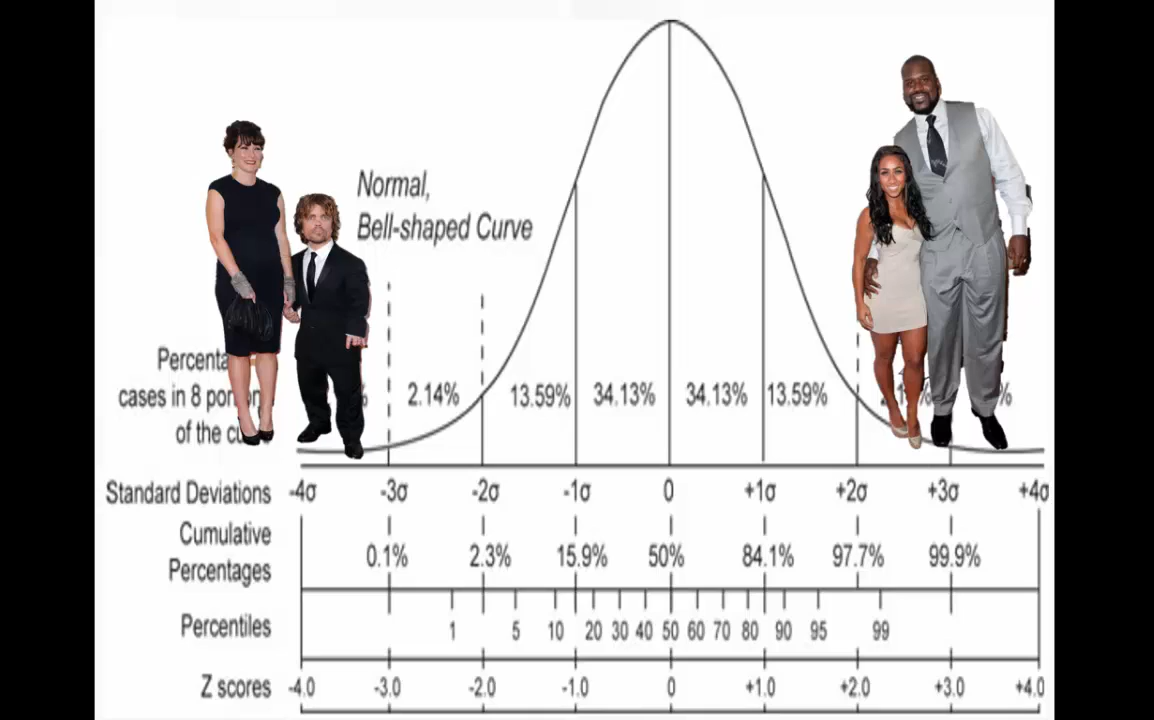 Normal,
Bell-shaped Curve
cases in 8
of the
2.14% 13.59% 34.13% 34.13% 13.59%
Standard Deviations -4σ -3σ -2σ -1σ 0 +1σ +2σ +3σ +4σ
Cumulative
Percentages 0.1% 2.3% 15.9% 50% 84.1% 97.7% 99.9%
Percentiles 1 5 10 20 30 40 50 60 70 80 90 95 99
Z scores -4.0 -3.0 -2.0 -1.0 0 +1.0 +2.0 +3.0 +4.0